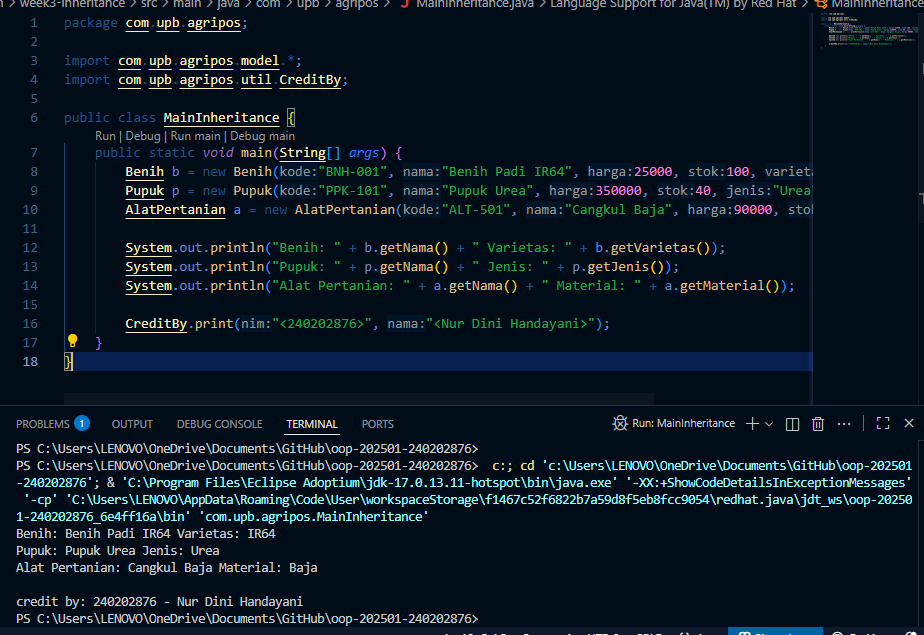 week3-inheritance > src > main > java > com > upb > agripos > J MainInheritance.java > Language Support for Java(TM) by Red Hat > MainInheritance
1 package com.upb.agripos;
2
3 import com.upb.agripos.model.*;
4 import com.upb.agripos.util.CreditBy;
5
6 public class MainInheritance {
Run | Debug | Run main | Debug main
7 public static void main(String[] args) {
8 Benih b = new Benih(kode:"BNH-001", nama:"Benih Padi IR64", harga:25000, stok:100, varieta
9 Pupuk p = new Pupuk(kode:"PPK-101", nama:"Pupuk Urea", harga:350000, stok:40, jenis:"Urea
10 AlatPertanian a = new AlatPertanian(kode:"ALT-501", nama:"Cangkul Baja", harga:90000, stok
11
12 System.out.println("Benih: " + b.getNama() + " Varietas: " + b.getVarietas());
13 System.out.println("Pupuk: " + p.getNama() + " Jenis: " + p.getJenis());
14 System.out.println("Alat Pertanian: " + a.getNama() + " Material: " + a.getMaterial());
15
16 CreditBy.print(nim:"<240202876>", nama:"<Nur Dini Handayani>");
17 }
18 }
PROBLEMS 1 OUTPUT DEBUG CONSOLE TERMINAL PORTS Run: MainInheritance
PS C:\Users\LENOVO\OneDrive\Documents\GitHub\oop-202501-240202876>
PS C:\Users\LENOVO\OneDrive\Documents\GitHub\oop-202501-240202876> c:; cd 'c:\Users\LENOVO\OneDrive\Documents\GitHub\oop-202501
-240202876'; & 'C:\Program Files\Eclipse Adoptium\jdk-17.0.13.11-hotspot\bin\java.exe' '-XX:+ShowCodeDetailsInExceptionMessages'
'-cp' 'C:\Users\LENOVO\AppData\Roaming\Code\User\workspaceStorage\f1467c52f6822b7a59d8f5eb8fcc9054\redhat.java\jdt_ws\oop-20250
1-240202876_6e4ff16a\bin' 'com.upb.agripos.MainInheritance'
Benih: Benih Padi IR64 Varietas: IR64
Pupuk: Pupuk Urea Jenis: Urea
Alat Pertanian: Cangkul Baja Material: Baja

credit by: 240202876 - Nur Dini Handayani
PS C:\Users\LENOVO\OneDrive\Documents\GitHub\oop-202501-240202876>